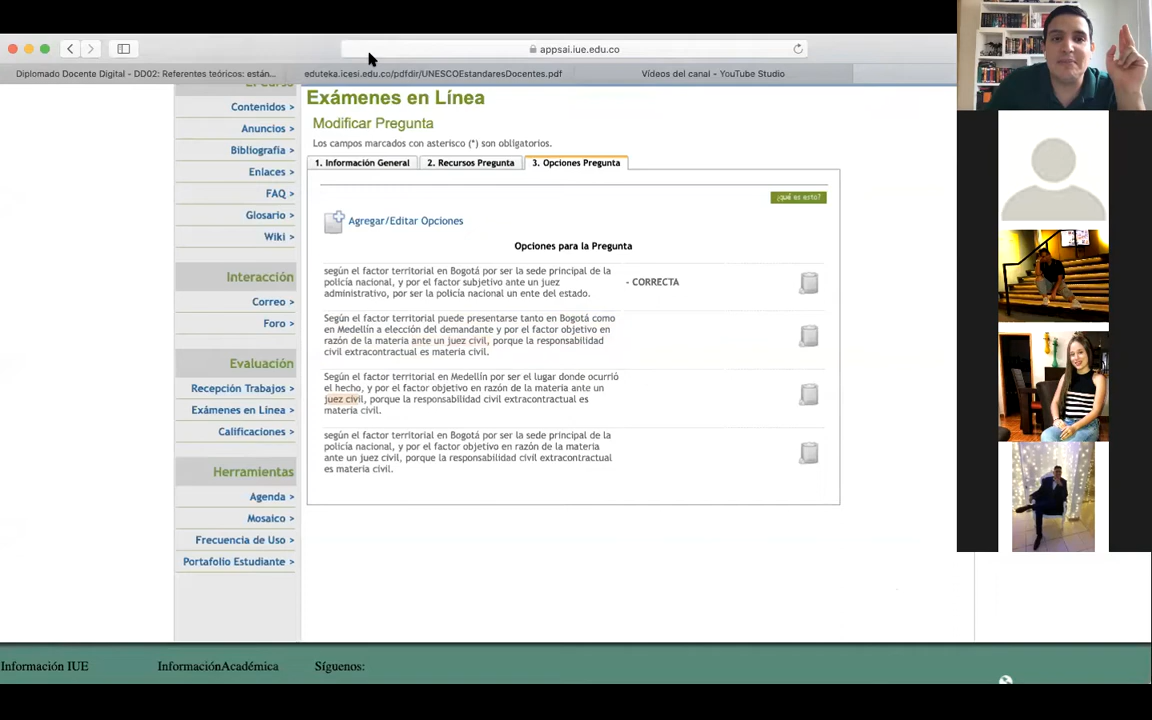 appsai.iue.edu.co
Diplomado Docente Digital - DD02: Referentes teóricos: están...
eduteka.icesi.edu.co/pdfdir/UNESCOEstandaresDocentes.pdf
Vídeos del canal - YouTube Studio
El Curso
Contenidos >
Anuncios >
Bibliografía >
Enlaces >
FAQ >
Glosario >
Wiki >
Interacción
Correo >
Foro >
Evaluación
Recepción Trabajos >
Exámenes en Línea >
Calificaciones >
Herramientas
Agenda >
Mosaico >
Frecuencia de Uso >
Portafolio Estudiante >
Exámenes en Línea
Modificar Pregunta
Los campos marcados con asterisco (*) son obligatorios.
1. Información General
2. Recursos Pregunta
3. Opciones Pregunta
¿qué es esto?
Agregar/Editar Opciones
Opciones para la Pregunta
según el factor territorial en Bogotá por ser la sede principal de la
policía nacional, y por el factor subjetivo ante un juez
administrativo, por ser la policía nacional un ente del estado.
- CORRECTA
Según el factor territorial puede presentarse tanto en Bogotá como
en Medellín a elección del demandante y por el factor objetivo en
razón de la materia ante un juez civil, porque la responsabilidad
civil extracontractual es materia civil.
Según el factor territorial en Medellín por ser el lugar donde ocurrió
el hecho, y por el factor objetivo en razón de la materia ante un
juez civil, porque la responsabilidad civil extracontractual es
materia civil.
según el factor territorial en Bogotá por ser la sede principal de la
policía nacional, y por el factor objetivo en razón de la materia
ante un juez civil, porque la responsabilidad civil extracontractual
es materia civil.
Información IUE
InformaciónAcadémica
Síguenos: